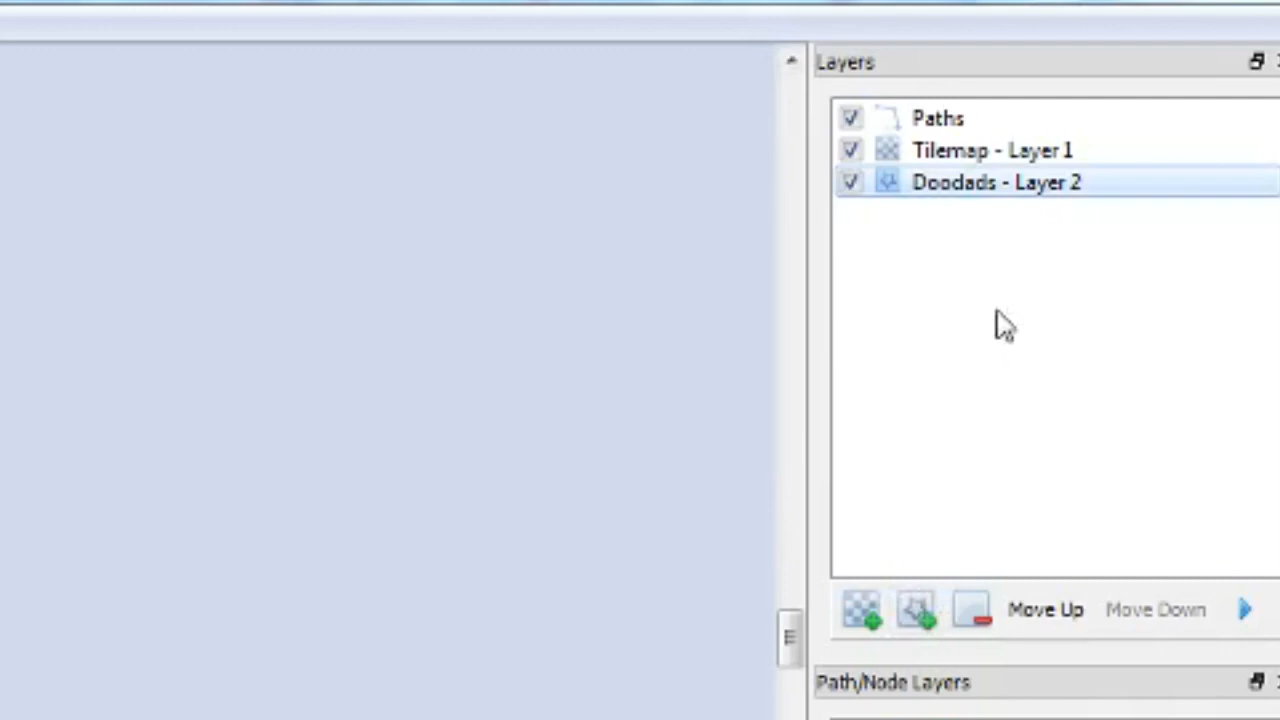 Layers
Paths
Tilemap - Layer 1
Doodads - Layer 2
Move Up Move Down
Path/Node Layers